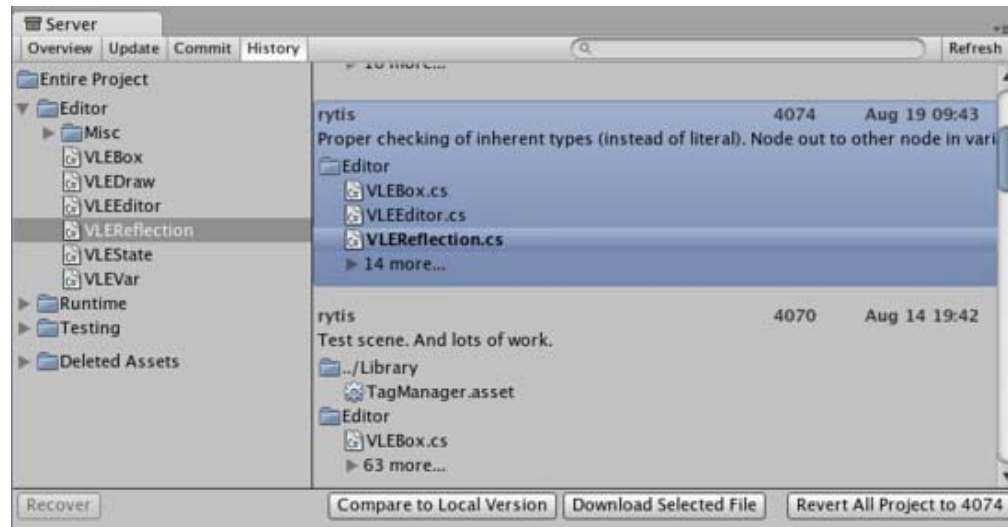 Server
Overview Update Commit History Refresh
Entire Project
Editor
Misc
VLEBox
VLEDraw
VLEEditor
VLEReflection
VLEState
VLEVar
Runtime
Testing
Deleted Assets
rytis 4074 Aug 19 09:43
Proper checking of inherent types (instead of literal). Node out to other node in vari
Editor
VLEBox.cs
VLEEditor.cs
VLEReflection.cs
14 more...
rytis 4070 Aug 14 19:42
Test scene. And lots of work.
../Library
TagManager.asset
Editor
VLEBox.cs
63 more...
Recover Compare to Local Version Download Selected File Revert All Project to 4074